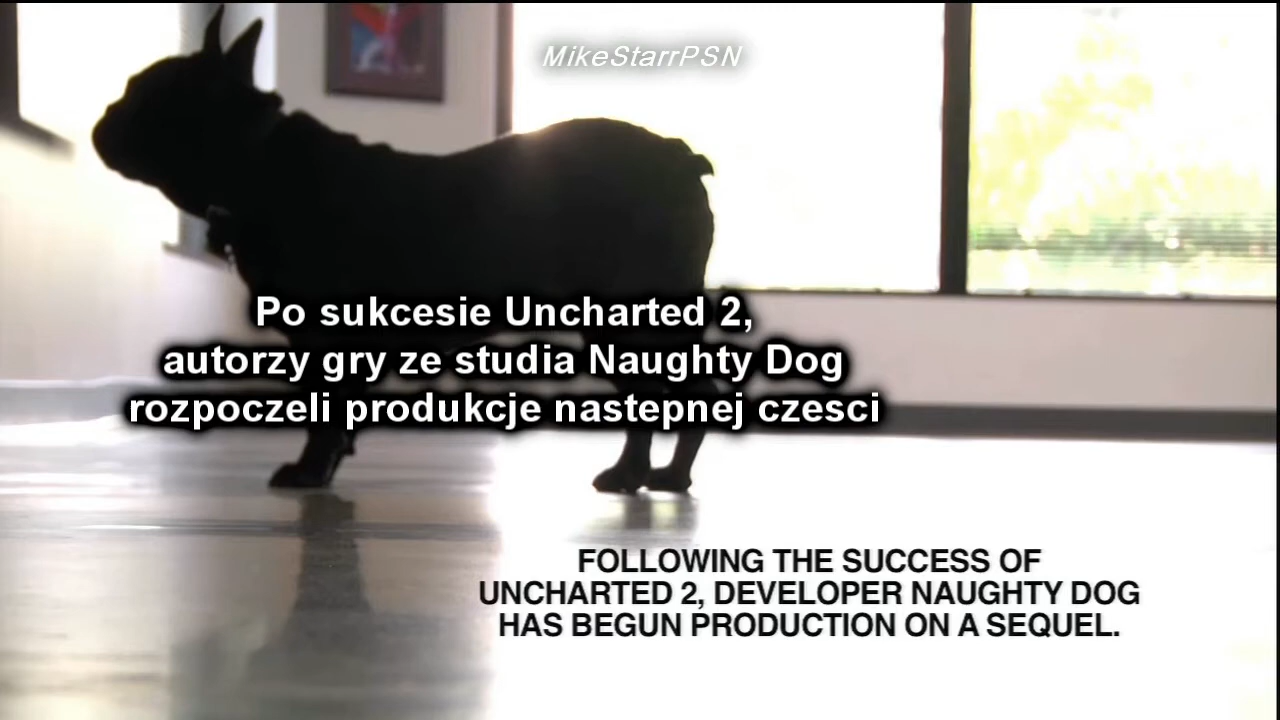 MikeStarrPSN
Po sukcesie Uncharted 2,
autorzy gry ze studia Naughty Dog
rozpoczeli produkcje nastepnej czesci
FOLLOWING THE SUCCESS OF
UNCHARTED 2, DEVELOPER NAUGHTY DOG
HAS BEGUN PRODUCTION ON A SEQUEL.